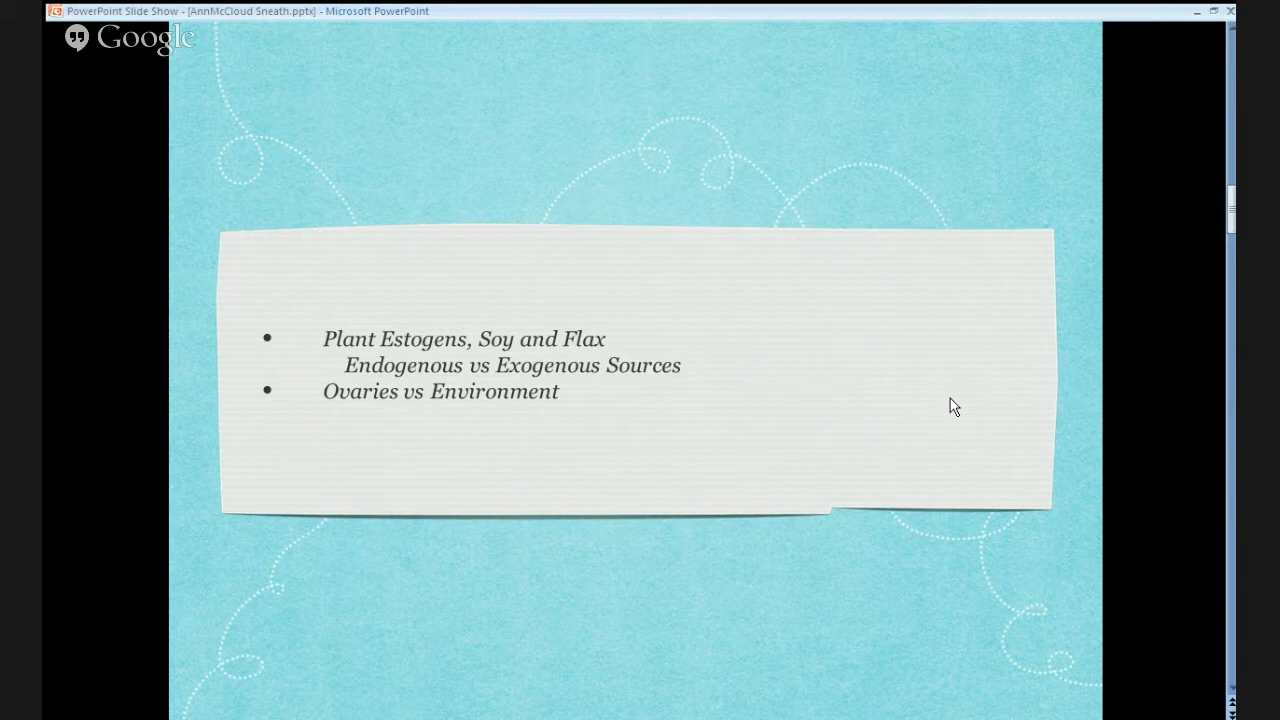 PowerPoint Slide Show - [AnnMcCloud Sneath.pptx] - Microsoft PowerPoint
Google
• Plant Estogens, Soy and Flax
Endogenous vs Exogenous Sources
• Ovaries vs Environment